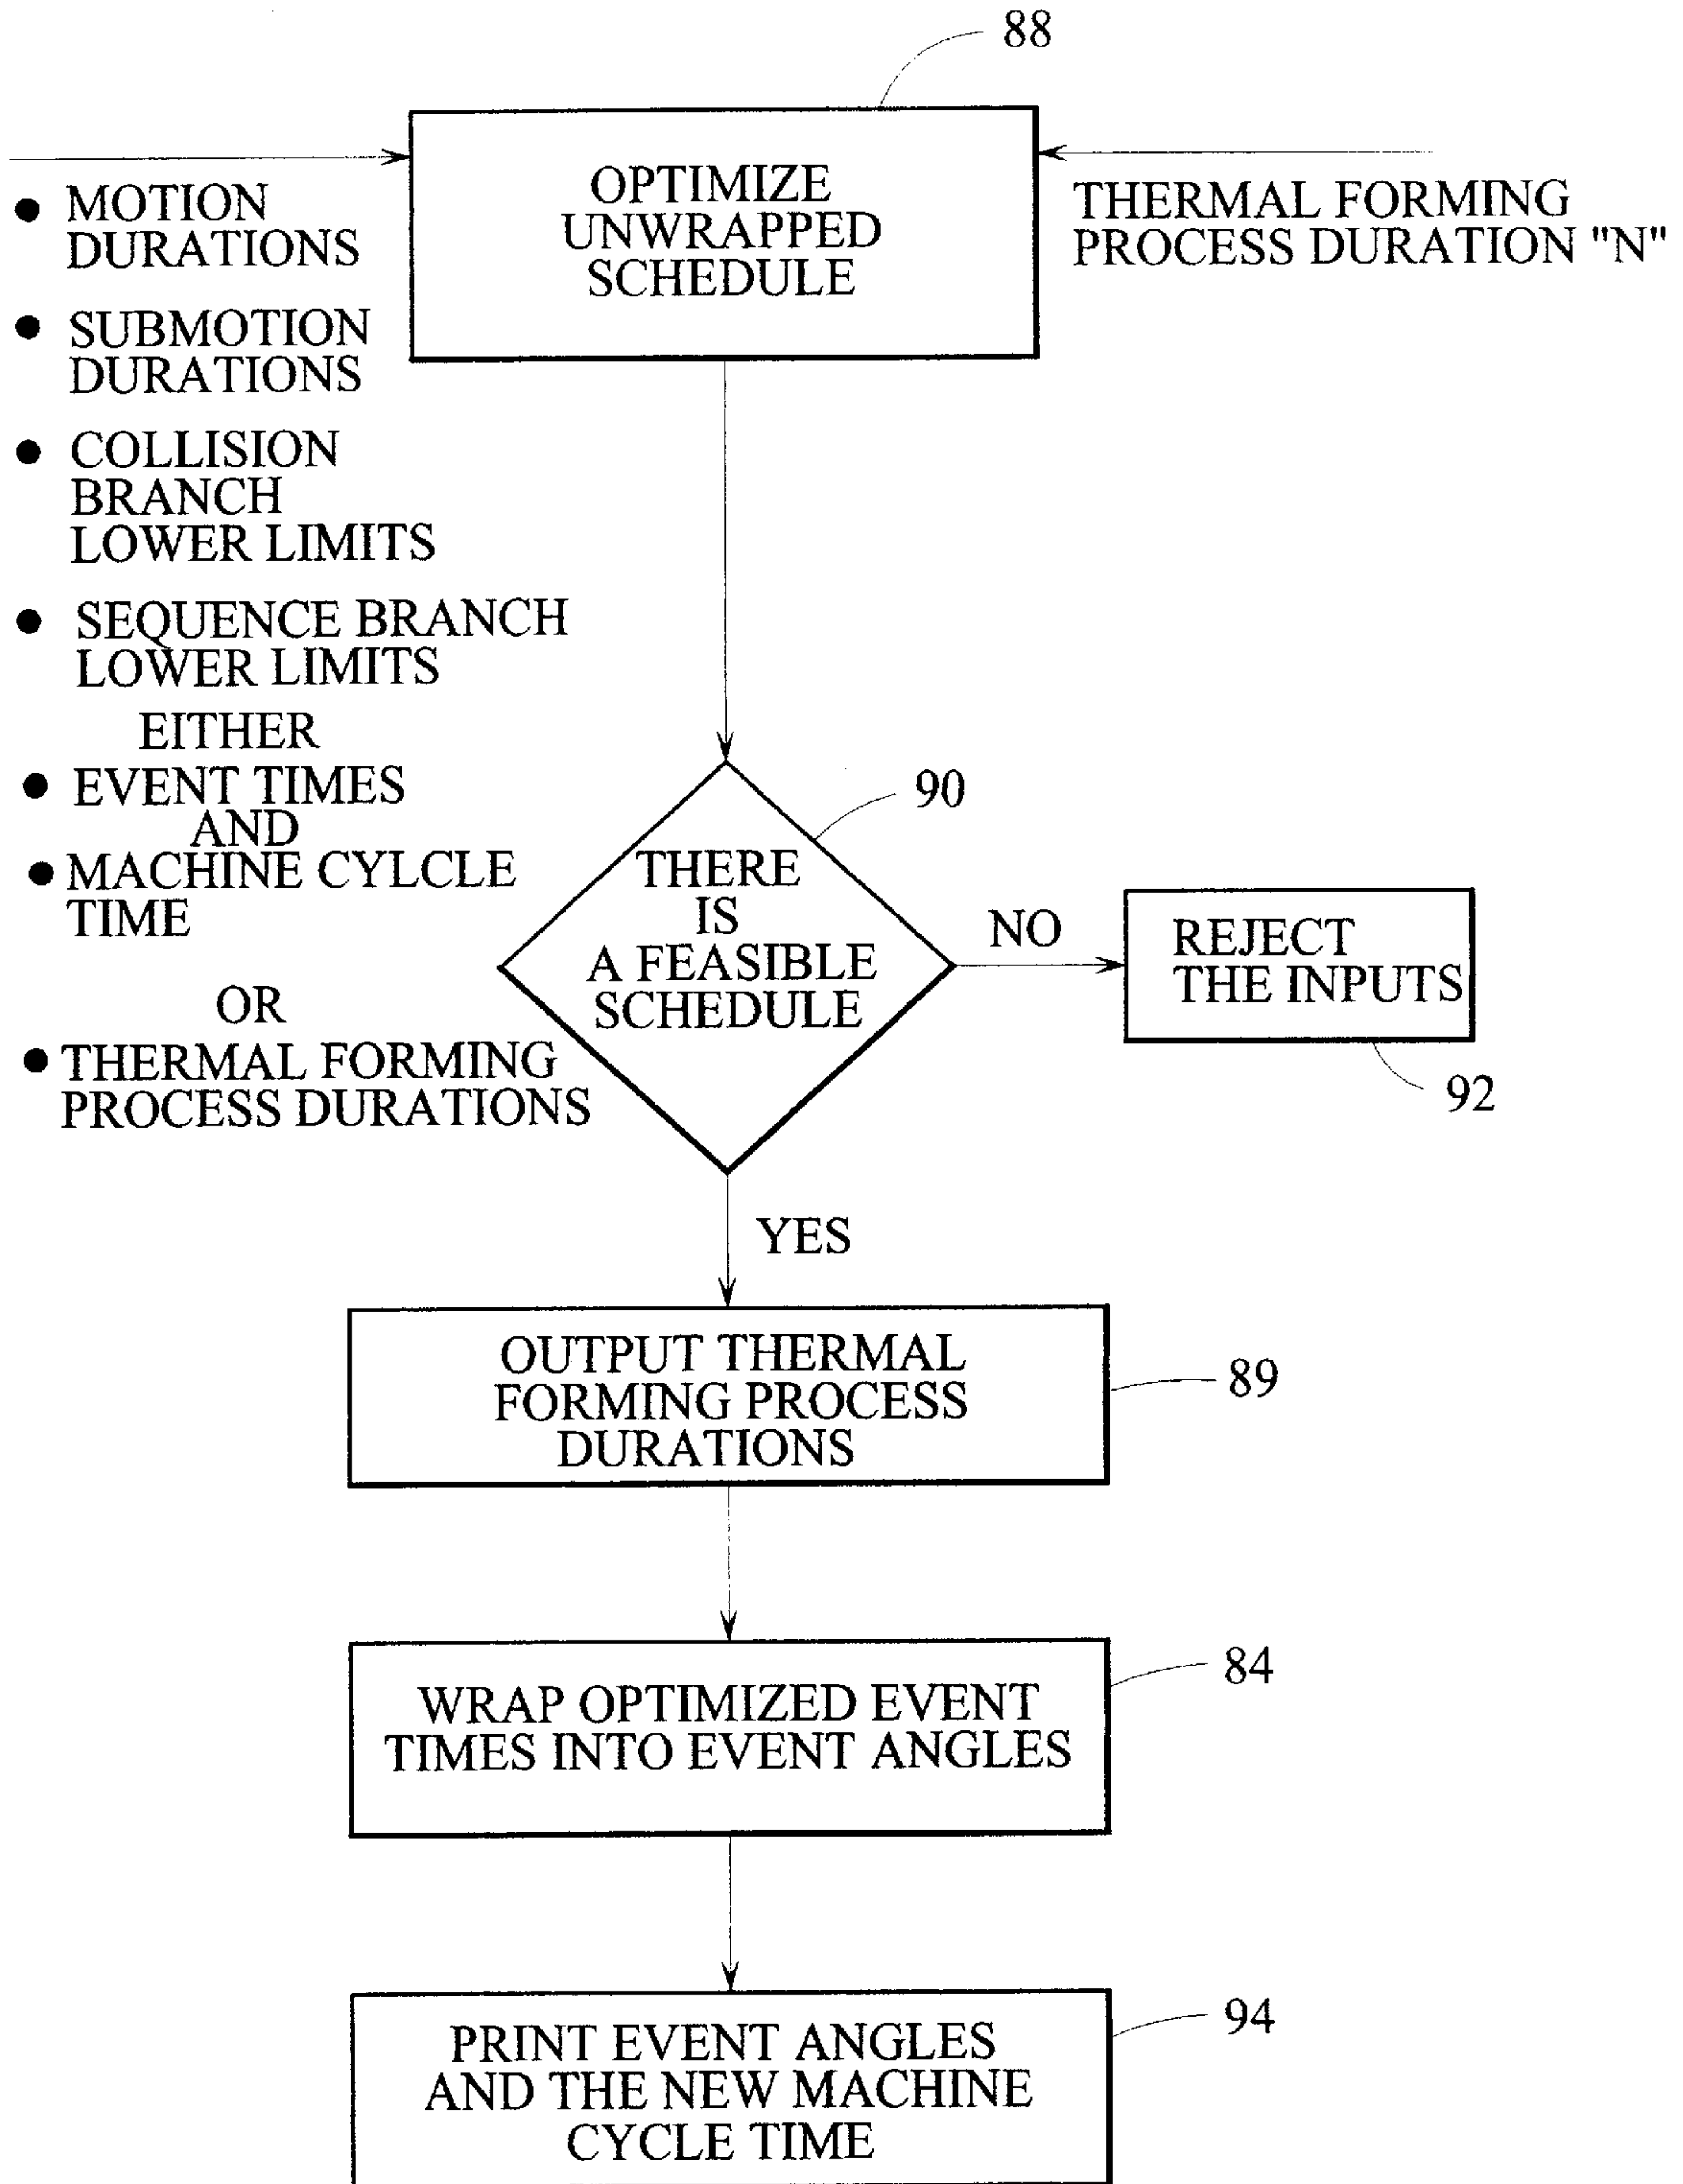 88
OPTIMIZE
UNWRAPPED
SCHEDULE
THERMAL FORMING
PROCESS DURATION "N"
● MOTION
DURATIONS
● SUBMOTION
DURATIONS
● COLLISION
BRANCH
LOWER LIMITS
● SEQUENCE BRANCH
LOWER LIMITS
EITHER
● EVENT TIMES
AND
● MACHINE CYLCLE
TIME
OR
● THERMAL FORMING
PROCESS DURATIONS
90
THERE
IS
A FEASIBLE
SCHEDULE
NO
REJECT
THE INPUTS
92
YES
OUTPUT THERMAL
FORMING PROCESS
DURATIONS
89
WRAP OPTIMIZED EVENT
TIMES INTO EVENT ANGLES
84
PRINT EVENT ANGLES
AND THE NEW MACHINE
CYCLE TIME
94